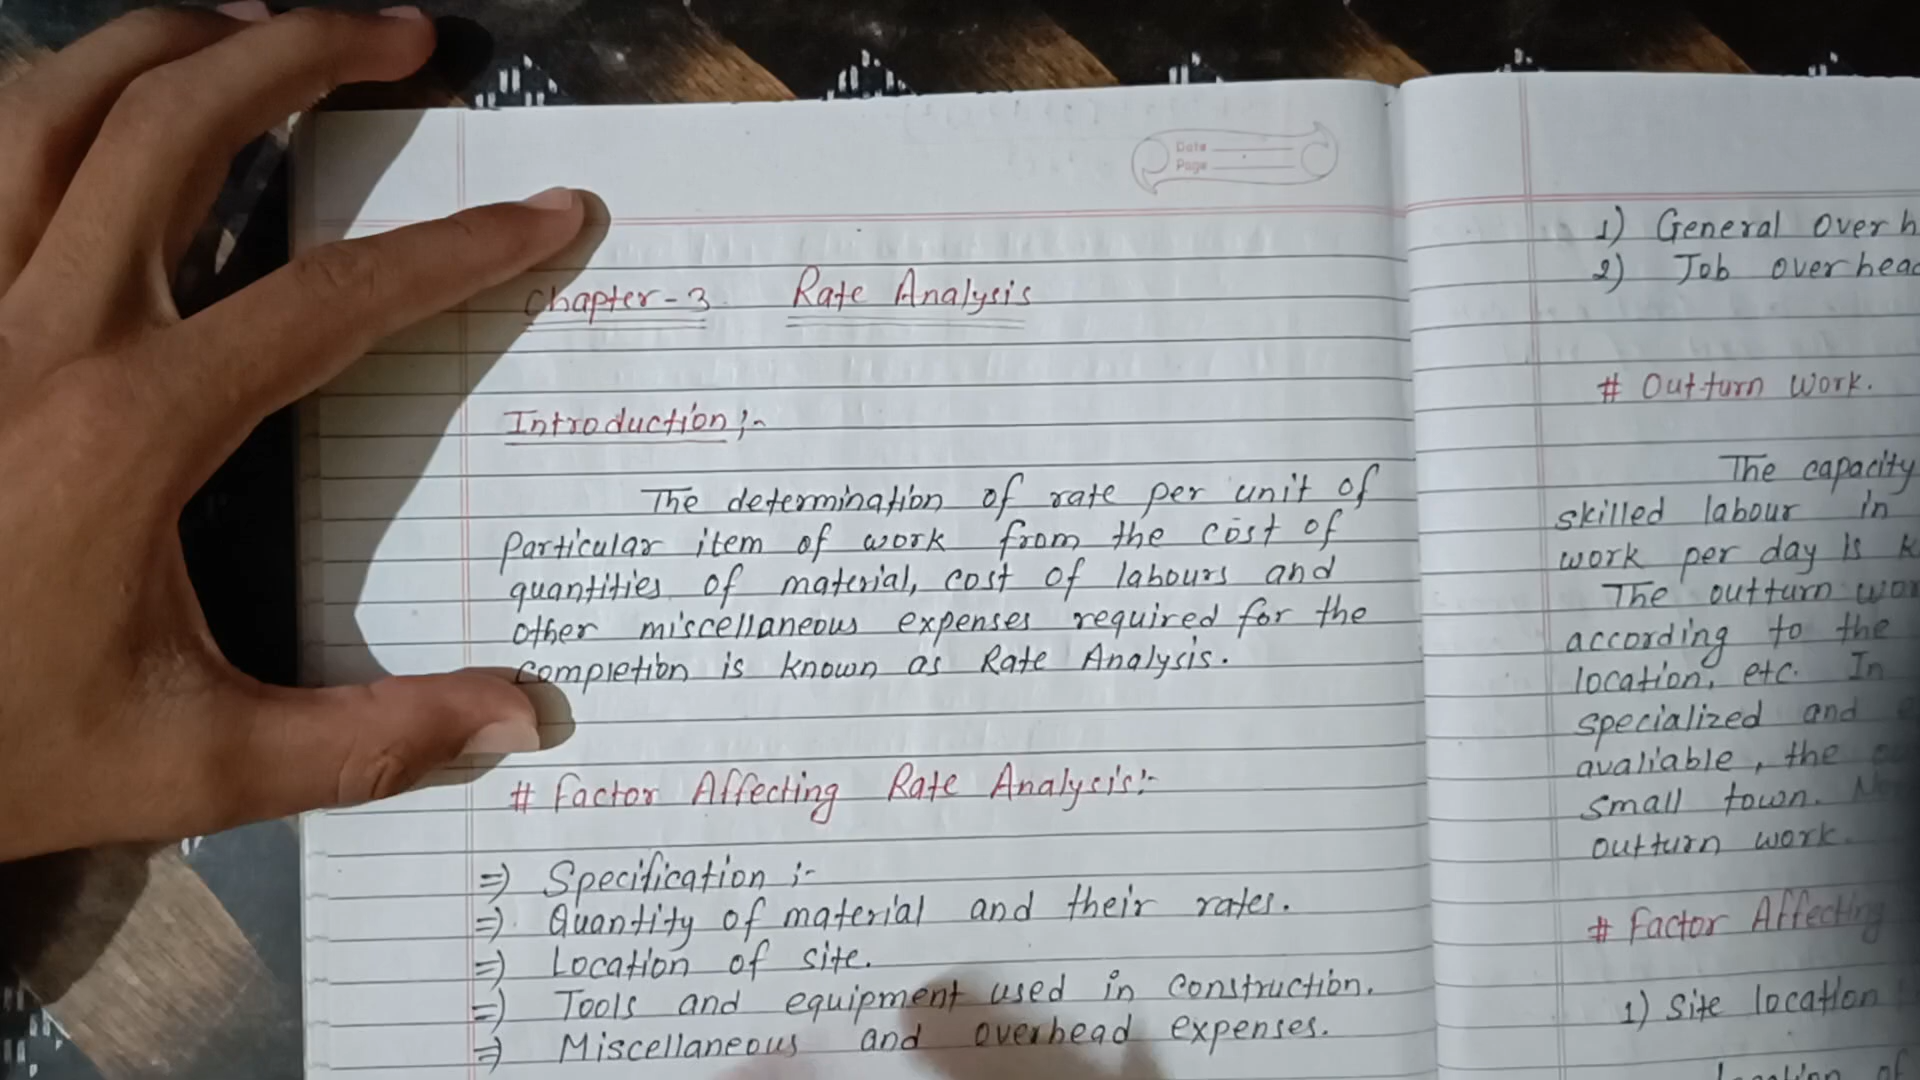 Date
Page
Chapter-3. Rate Analysis
Introduction :-
The determination of rate per unit of
particular item of work from the cost of
quantities of material, cost of labours and
other miscellaneous expenses required for the
completion is known as Rate Analysis.
# Factor Affecting Rate Analysis:-
=) Specification :-
=) Quantity of material and their rates.
=) Location of site.
=) Tools and equipment used in construction.
=) Miscellaneous and overhead expenses.
1) General overh
2) Job overhead
# Outturn Work.
The capacity
skilled labour in
work per day is k
The outturn wor
according to the
location, etc. In
specialized and
avaliable, the
small town.
outturn work.
# Factor Affecting
1) Site location